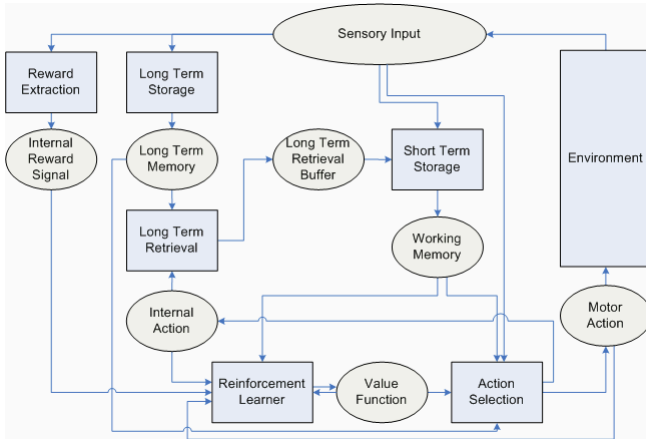 Sensory Input
Reward
Extraction
Long Term
Storage
Internal
Reward
Signal
Long Term
Memory
Long Term
Retrieval
Buffer
Short Term
Storage
Environment
Long Term
Retrieval
Working
Memory
Internal
Action
Motor
Action
Reinforcement
Learner
Value
Function
Action
Selection